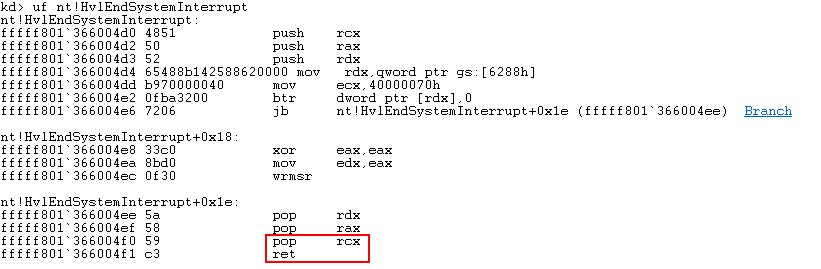 kd> uf nt!HvlEndSystemInterrupt
nt!HvlEndSystemInterrupt:
fffff801`366004d0 4851 push rcx
fffff801`366004d2 50 push rax
fffff801`366004d3 52 push rdx
fffff801`366004d4 65488b142588620000 mov rdx,qword ptr gs:[6288h]
fffff801`366004dd b970000040 mov ecx,40000070h
fffff801`366004e2 0fba3200 btr dword ptr [rdx],0
fffff801`366004e6 7206 jb nt!HvlEndSystemInterrupt+0x1e (fffff801`366004ee) Branch
nt!HvlEndSystemInterrupt+0x18:
fffff801`366004e8 33c0 xor eax,eax
fffff801`366004ea 8bd0 mov edx,eax
fffff801`366004ec 0f30 wrmsr
nt!HvlEndSystemInterrupt+0x1e:
fffff801`366004ee 5a pop rdx
fffff801`366004ef 58 pop rax
fffff801`366004f0 59 pop rcx
fffff801`366004f1 c3 ret